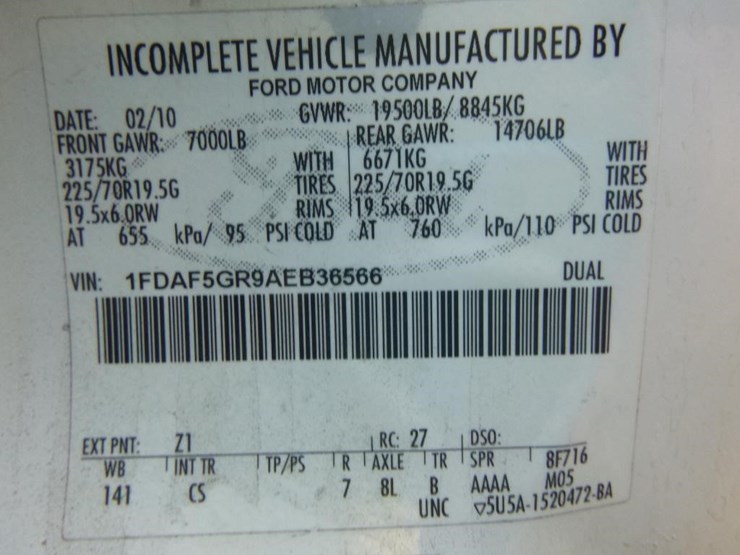 INCOMPLETE VEHICLE MANUFACTURED BY
FORD MOTOR COMPANY
DATE: 02/10 GVWR: 19500LB/ 8845KG
FRONT GAWR: 7000LB REAR GAWR: 14706LB
3175KG WITH 6671KG WITH
225/70R19.5G TIRES 225/70R19.5G TIRES
19.5x6.0RW RIMS 19.5x6.0RW RIMS
AT 655 kPa/ 95 PSI COLD AT 760 kPa/110 PSI COLD
VIN: 1FDAF5GR9AEB36566 DUAL
EXT PNT: Z1 RC: 27 DSO:
WB INT TR TP/PS R AXLE TR SPR 8F716
141 CS 7 8L B AAAA M05
UNC ▽5U5A-1520472-BA